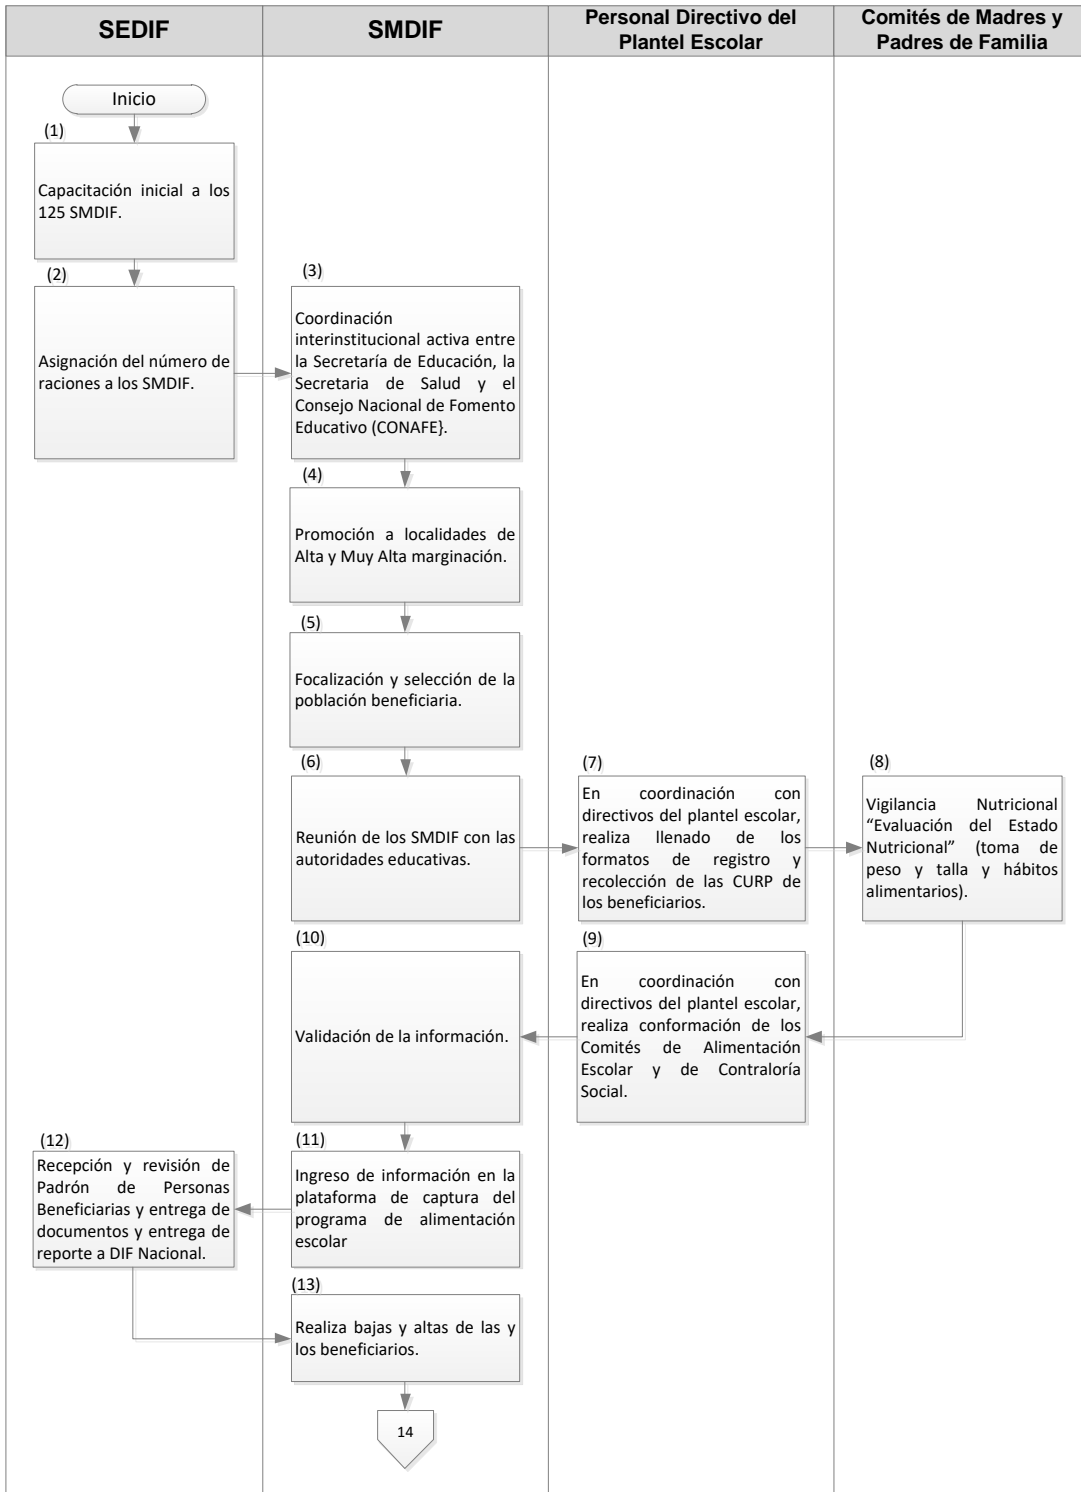 SEDIF
SMDIF
Personal Directivo del
Plantel Escolar
Comités de Madres y
Padres de Familia
Inicio
(1)
Capacitación inicial a los
125 SMDIF.
(2)
Asignación del número de
raciones a los SMDIF.
(3)
Coordinación
interinstitucional activa entre
la Secretaría de Educación, la
Secretaria de Salud y el
Consejo Nacional de Fomento
Educativo (CONAFE}.
(4)
Promoción a localidades de
Alta y Muy Alta marginación.
(5)
Focalización y selección de la
población beneficiaria.
(6)
Reunión de los SMDIF con las
autoridades educativas.
(7)
En coordinación con
directivos del plantel escolar,
realiza llenado de los
formatos de registro y
recolección de las CURP de
los beneficiarios.
(8)
Vigilancia Nutricional
“Evaluación del Estado
Nutricional” (toma de
peso y talla y hábitos
alimentarios).
(9)
En coordinación con
directivos del plantel escolar,
realiza conformación de los
Comités de Alimentación
Escolar y de Contraloría
Social.
(10)
Validación de la información.
(11)
Ingreso de información en la
plataforma de captura del
programa de alimentación
escolar
(12)
Recepción y revisión de
Padrón de Personas
Beneficiarias y entrega de
documentos y entrega de
reporte a DIF Nacional.
(13)
Realiza bajas y altas de las y
los beneficiarios.
14